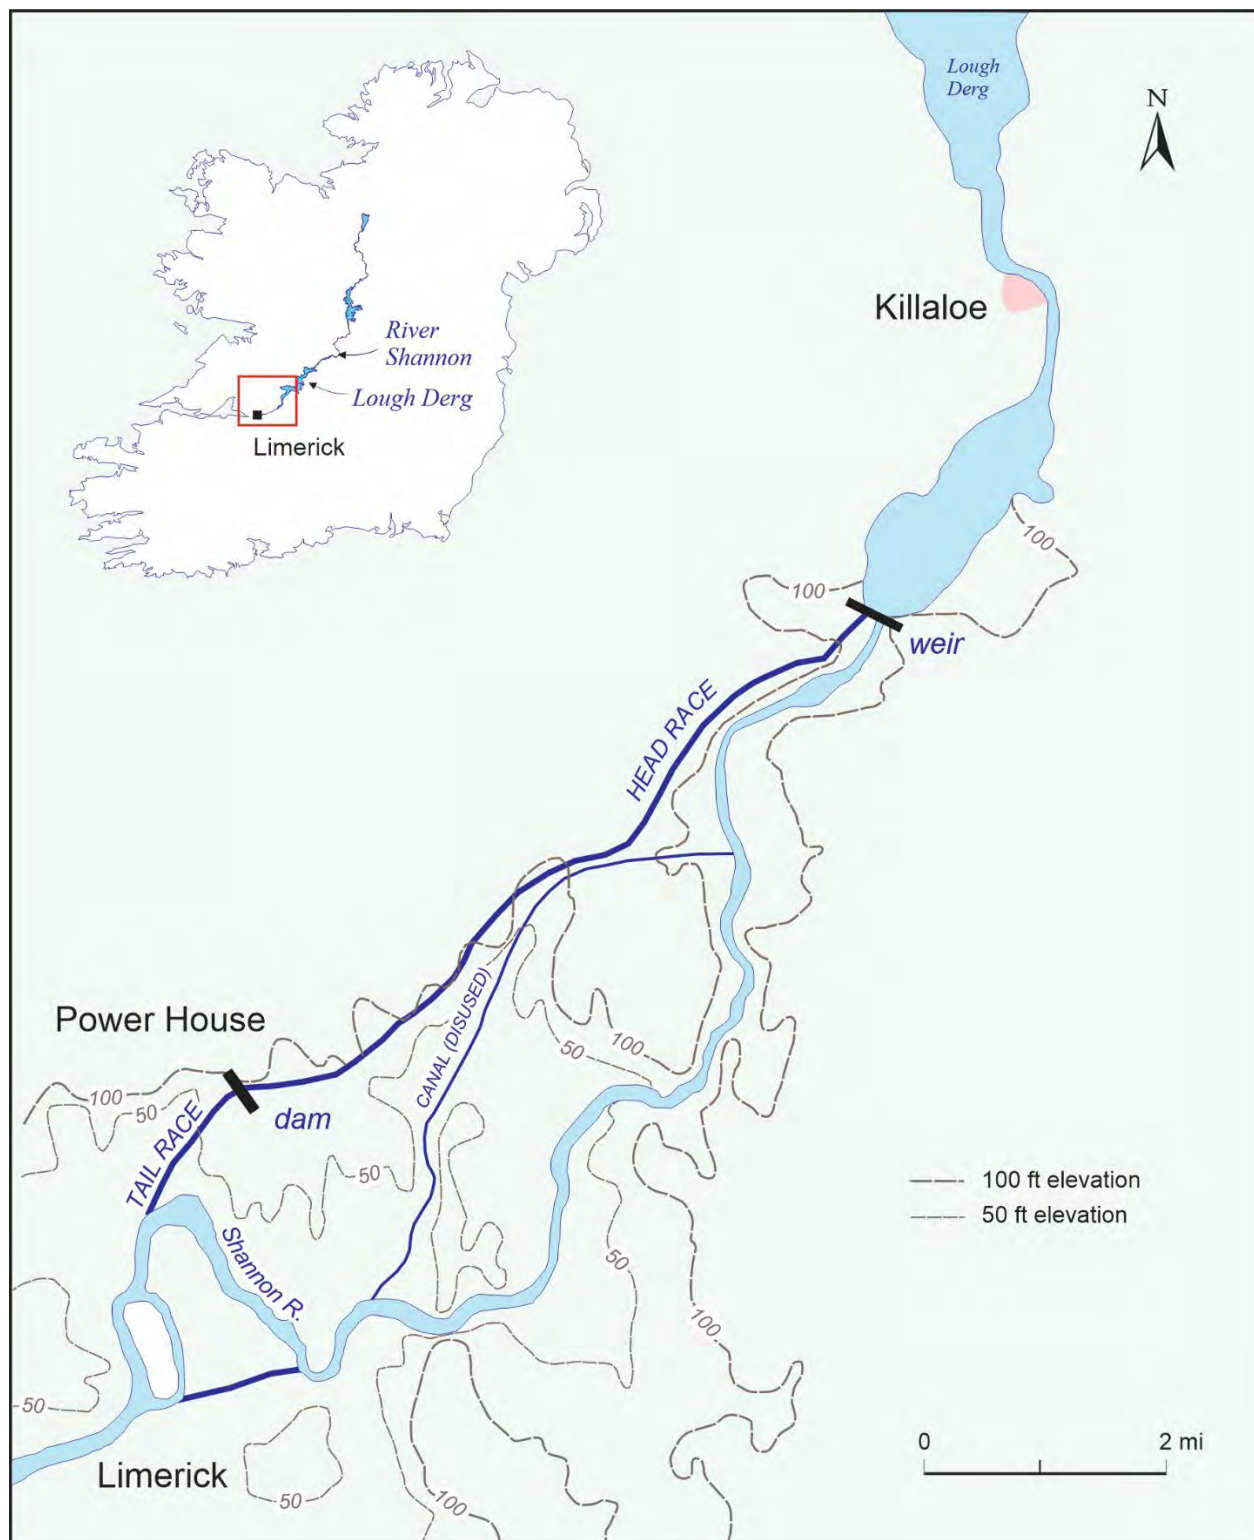 Lough
Derg
N
Killaloe
River
Shannon
Lough Derg
Limerick
100
100
weir
HEAD RACE
CANAL (DISUSED)
Power House
100
50
dam
TAIL RACE
50
50
100
100 ft elevation
50 ft elevation
Shannon R.
50
100
50
50
100
Limerick
0
2 mi